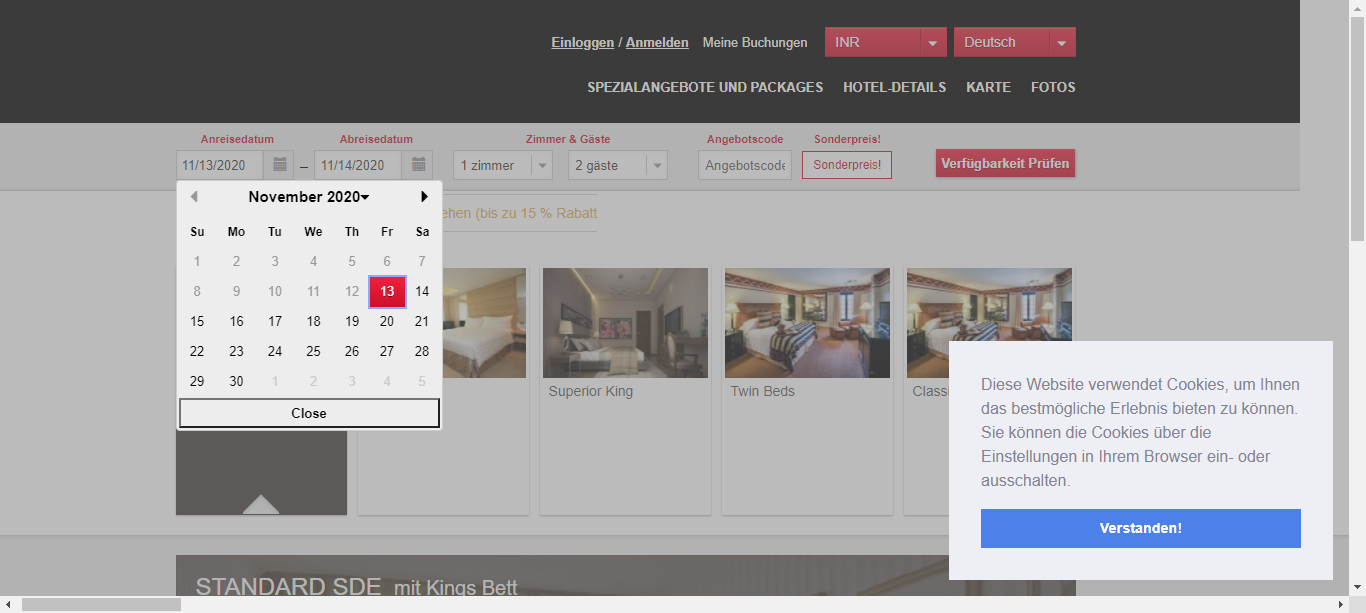 Einloggen / Anmelden Meine Buchungen INR Deutsch
SPEZIALANGEBOTE UND PACKAGES HOTEL-DETAILS KARTE FOTOS
Anreisedatum Abreisedatum Zimmer & Gäste Angebotscode Sonderpreis!
11/13/2020 – 11/14/2020 1 zimmer 2 gäste Angebotscode Sonderpreis! Verfügbarkeit Prüfen
November 2020
ehen (bis zu 15 % Rabatt
Su Mo Tu We Th Fr Sa
1 2 3 4 5 6 7
8 9 10 11 12 13 14
15 16 17 18 19 20 21
22 23 24 25 26 27 28
29 30 1 2 3 4 5
Close
Superior King Twin Beds Classi
Diese Website verwendet Cookies, um Ihnen
das bestmögliche Erlebnis bieten zu können.
Sie können die Cookies über die
Einstellungen in Ihrem Browser ein- oder
ausschalten.
Verstanden!
STANDARD SDE mit Kings Bett